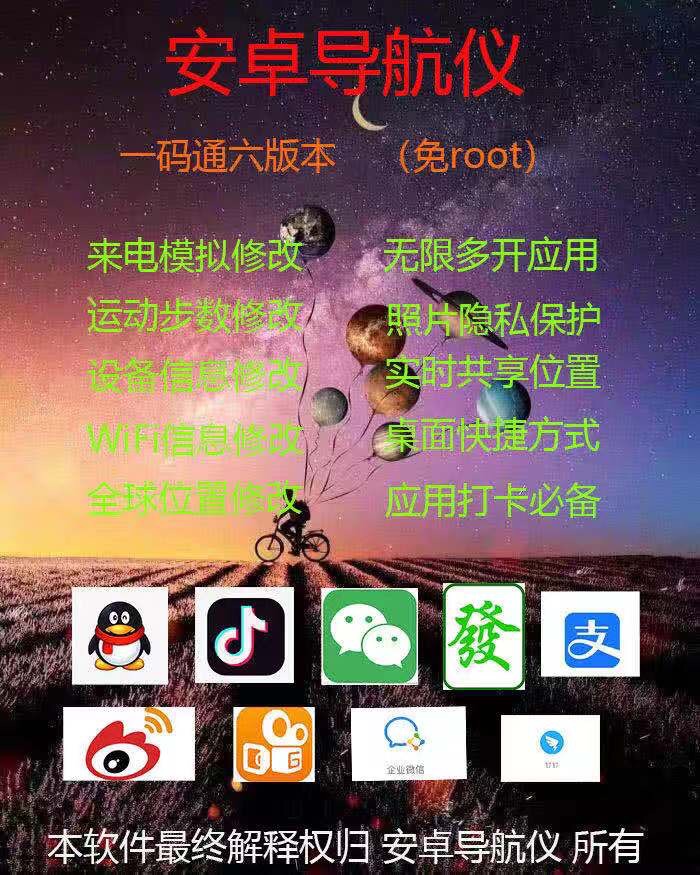 安卓导航仪
一码通六版本 （免root）
来电模拟修改 无限多开应用
运动步数修改 照片隐私保护
设备信息修改 实时共享位置
WiFi信息修改 桌面快捷方式
全球位置修改 应用打卡必备
發 支
企业微信 钉钉
本软件最终解释权归 安卓导航仪 所有